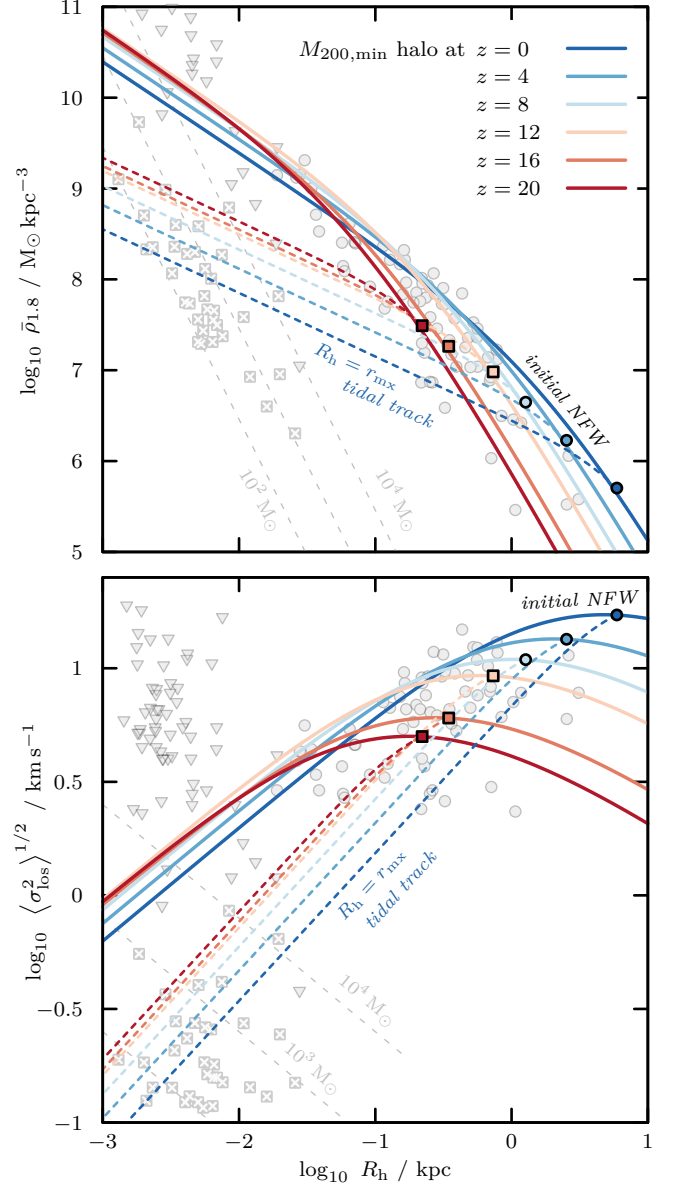 11
10
9
8
7
6
5
log₁₀ ρ̄₁.₈ / M⊙ kpc⁻³
M₂₀₀,min halo at z = 0
z = 4
z = 8
z = 12
z = 16
z = 20
initial NFW
Rₕ = rₘₓ
tidal track
10² M⊙
10⁴ M⊙
1
0.5
0
−0.5
−1
log₁₀ ⟨σ²ₗₒₛ⟩^{1/2} / km s⁻¹
initial NFW
Rₕ = rₘₓ
tidal track
10⁴ M⊙
10³ M⊙
−3
−2
−1
0
1
log₁₀ Rₕ / kpc